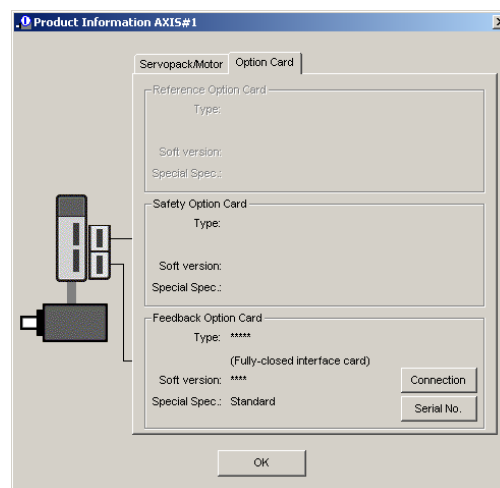 Product Information AXIS#1
Servopack/Motor Option Card
Reference Option Card
Type:
Soft version:
Special Spec.:
Safety Option Card
Type:
Soft version:
Special Spec.:
Feedback Option Card
Type: *****
(Fully-closed interface card)
Soft version: ****
Connection
Special Spec.: Standard
Serial No.
OK